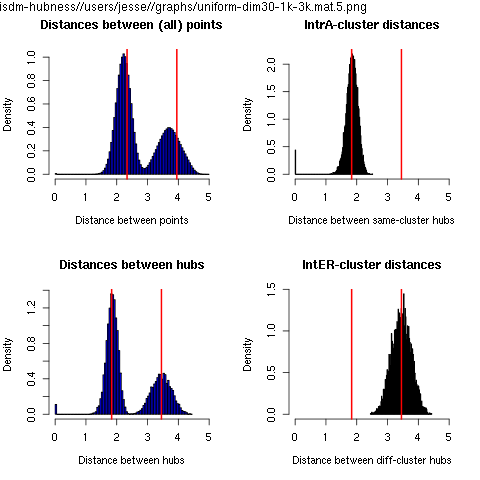 isdm-hubness//users/jesse//graphs/uniform-dim30-1k-3k.mat.5.png
Distances between (all) points
Density
0.0 0.2 0.4 0.6 0.8 1.0
0 1 2 3 4 5
Distance between points
IntrA-cluster distances
Density
0.0 0.5 1.0 1.5 2.0
0 1 2 3 4 5
Distance between same-cluster hubs
Distances between hubs
Density
0.0 0.4 0.8 1.2
0 1 2 3 4 5
Distance between hubs
IntER-cluster distances
Density
0.0 0.5 1.0 1.5
0 1 2 3 4 5
Distance between diff-cluster hubs